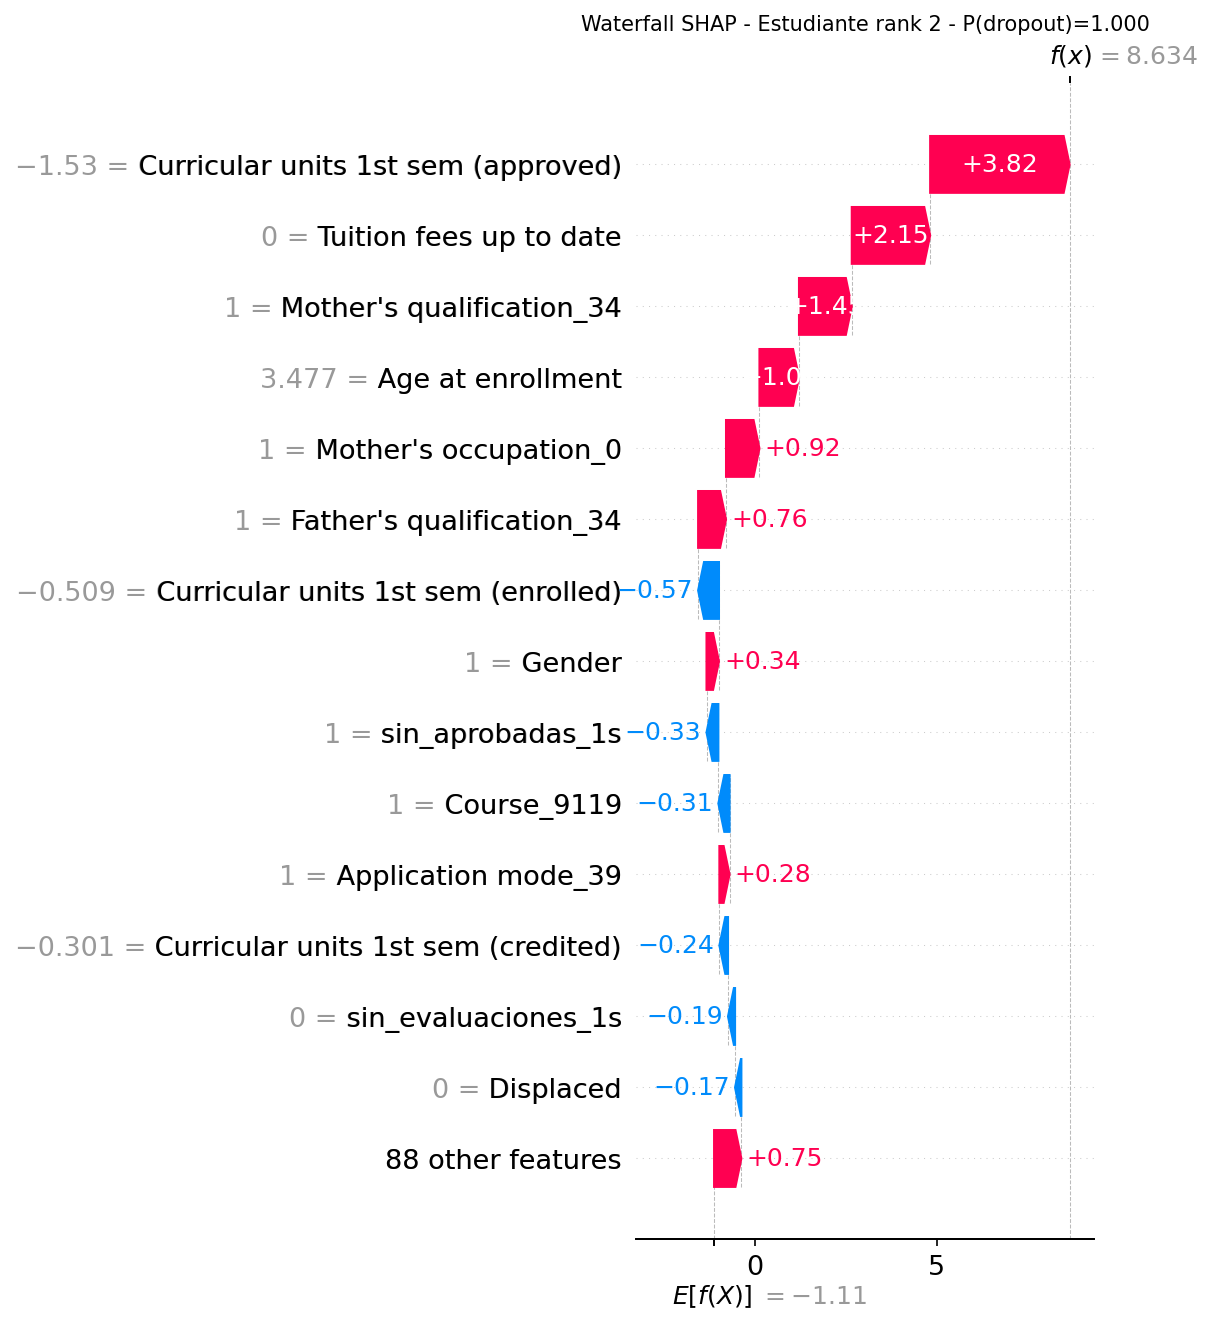 Waterfall SHAP - Estudiante rank 2 - P(dropout)=1.000
f(x) = 8.634
−1.53 = Curricular units 1st sem (approved) +3.82
0 = Tuition fees up to date +2.15
1 = Mother's qualification_34 +1.4
3.477 = Age at enrollment 1.0
1 = Mother's occupation_0 +0.92
1 = Father's qualification_34 +0.76
−0.509 = Curricular units 1st sem (enrolled) −0.57
1 = Gender +0.34
1 = sin_aprobadas_1s −0.33
1 = Course_9119 −0.31
1 = Application mode_39 +0.28
−0.301 = Curricular units 1st sem (credited) −0.24
0 = sin_evaluaciones_1s −0.19
0 = Displaced −0.17
88 other features +0.75
0 5
E[f(X)] = −1.11